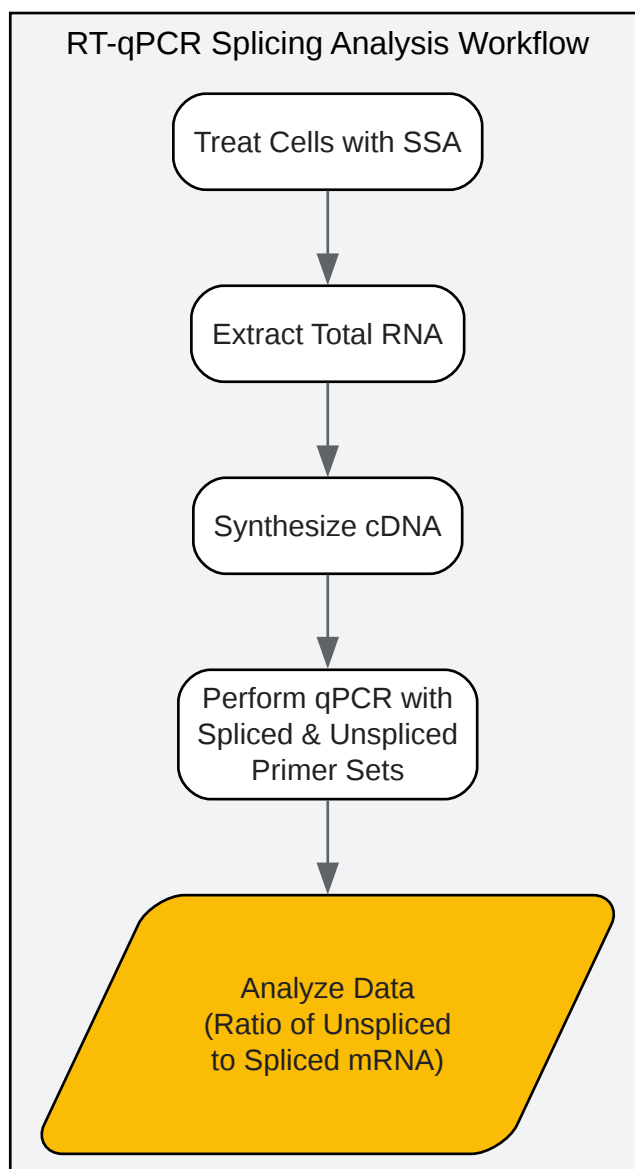 RT-qPCR Splicing Analysis Workflow
Treat Cells with SSA
Extract Total RNA
Synthesize cDNA
Perform qPCR with
Spliced & Unspliced
Primer Sets
Analyze Data
(Ratio of Unspliced
to Spliced mRNA)